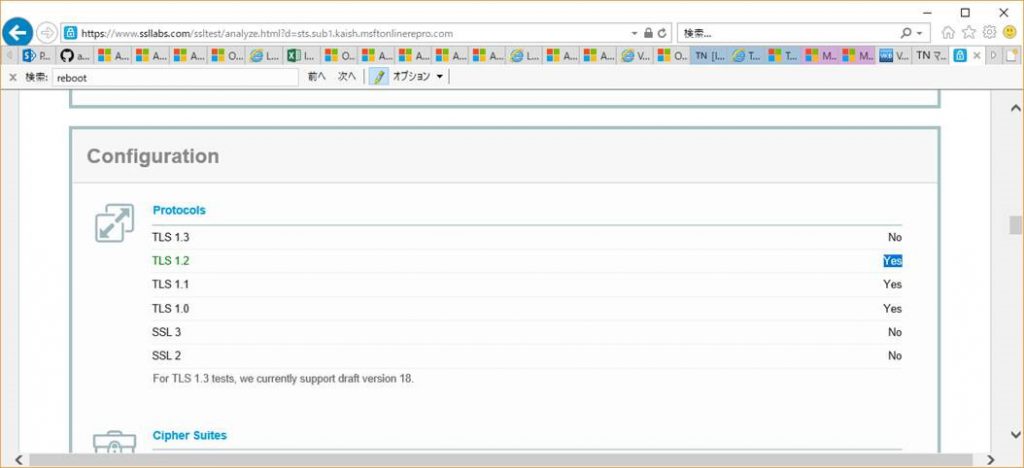 https://www.ssllabs.com/ssltest/analyze.html?d=sts.sub1.kaish.msftonlinerepro.com
検索...
P... a... A... A... A... O... L... I... O... A... A... A... A... L... A... A... V... O... TN [I... T... T... M... M... V... TN マ... D
× 検索: reboot 前へ 次へ オプション
Configuration
Protocols
TLS 1.3 No
TLS 1.2 Yes
TLS 1.1 Yes
TLS 1.0 Yes
SSL 3 No
SSL 2 No
For TLS 1.3 tests, we currently support draft version 18.
Cipher Suites